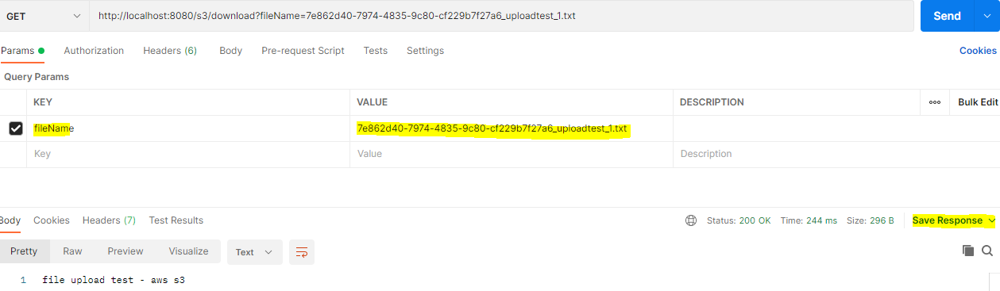 GET http://localhost:8080/s3/download?fileName=7e862d40-7974-4835-9c80-cf229b7f27a6_uploadtest_1.txt Send
Params Authorization Headers (6) Body Pre-request Script Tests Settings Cookies
Query Params
KEY VALUE DESCRIPTION ooo Bulk Edit
fileName 7e862d40-7974-4835-9c80-cf229b7f27a6_uploadtest_1.txt
Key Value Description
Body Cookies Headers (7) Test Results Status: 200 OK Time: 244 ms Size: 296 B Save Response
Pretty Raw Preview Visualize Text
1 file upload test - aws s3